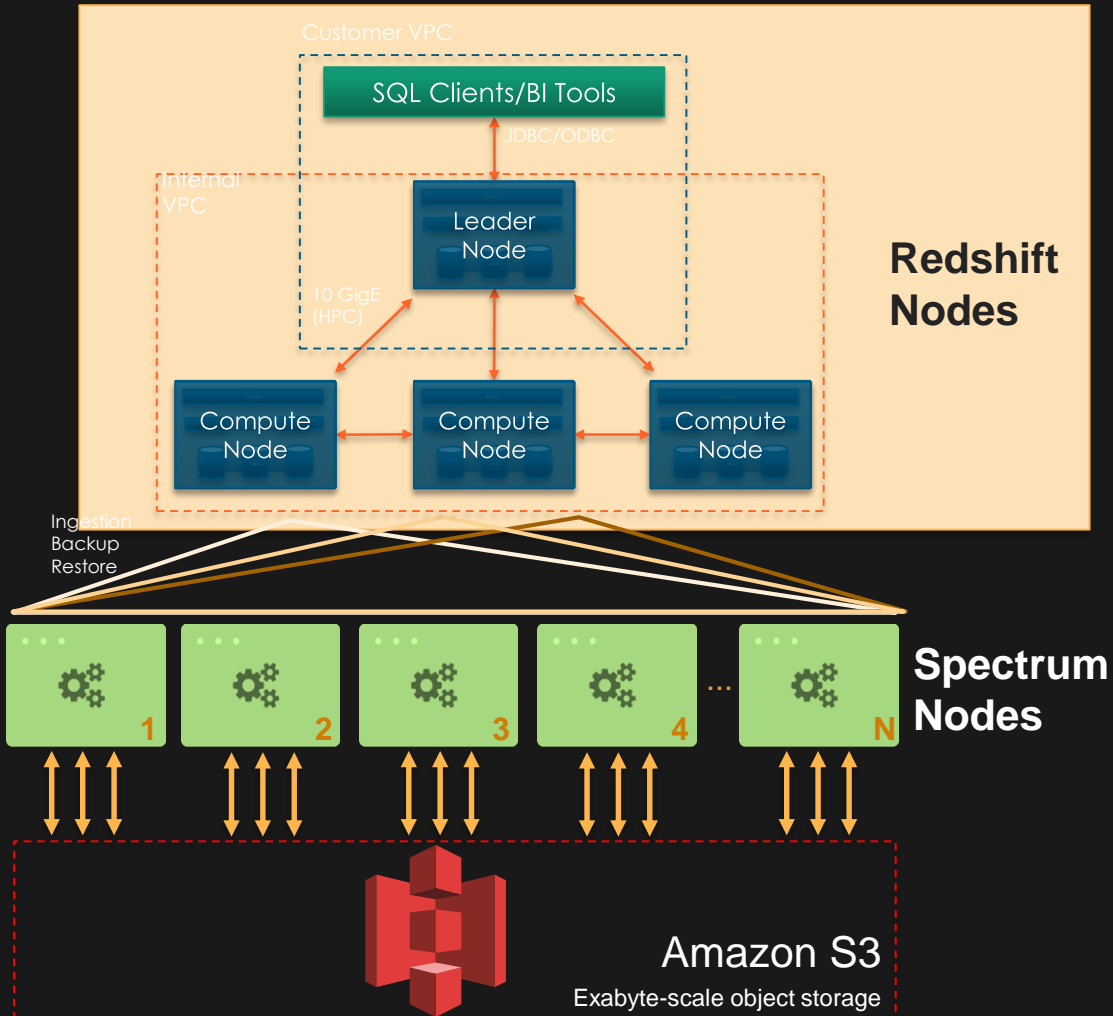 Customer VPC
SQL Clients/BI Tools
JDBC/ODBC
Internal
VPC
Leader
Node
Redshift
Nodes
10 GigE
(HPC)
Compute
Node
Compute
Node
Compute
Node
Ingestion
Backup
Restore
1
2
3
4
...
N
Spectrum
Nodes
Amazon S3
Exabyte-scale object storage